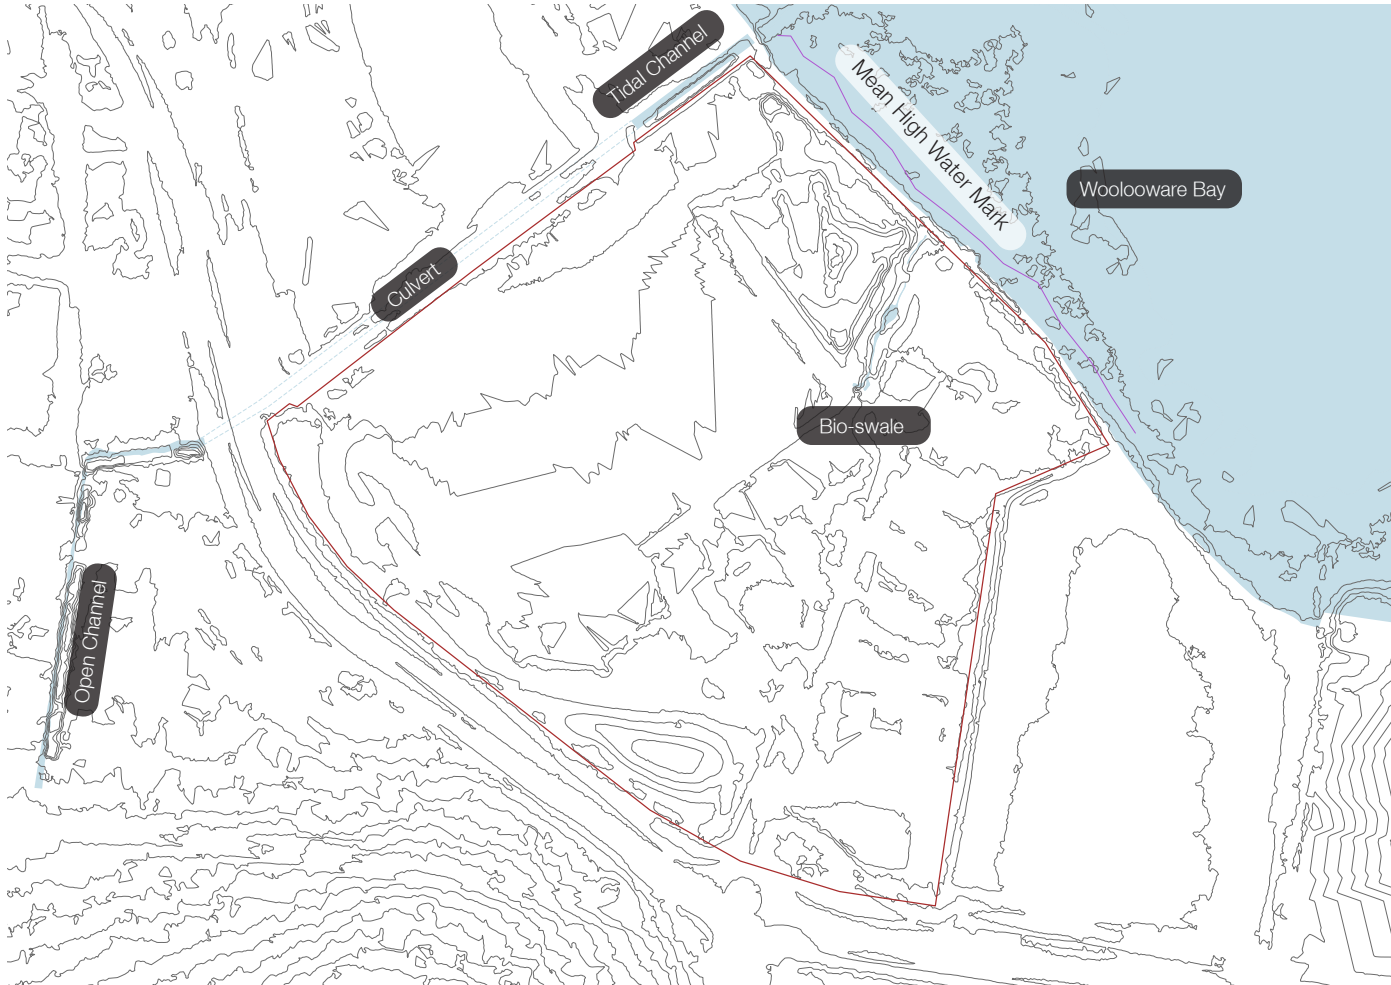 Tidal Channel
Mean High Water Mark
Woolooware Bay
Culvert
Bio-swale
Open Channel